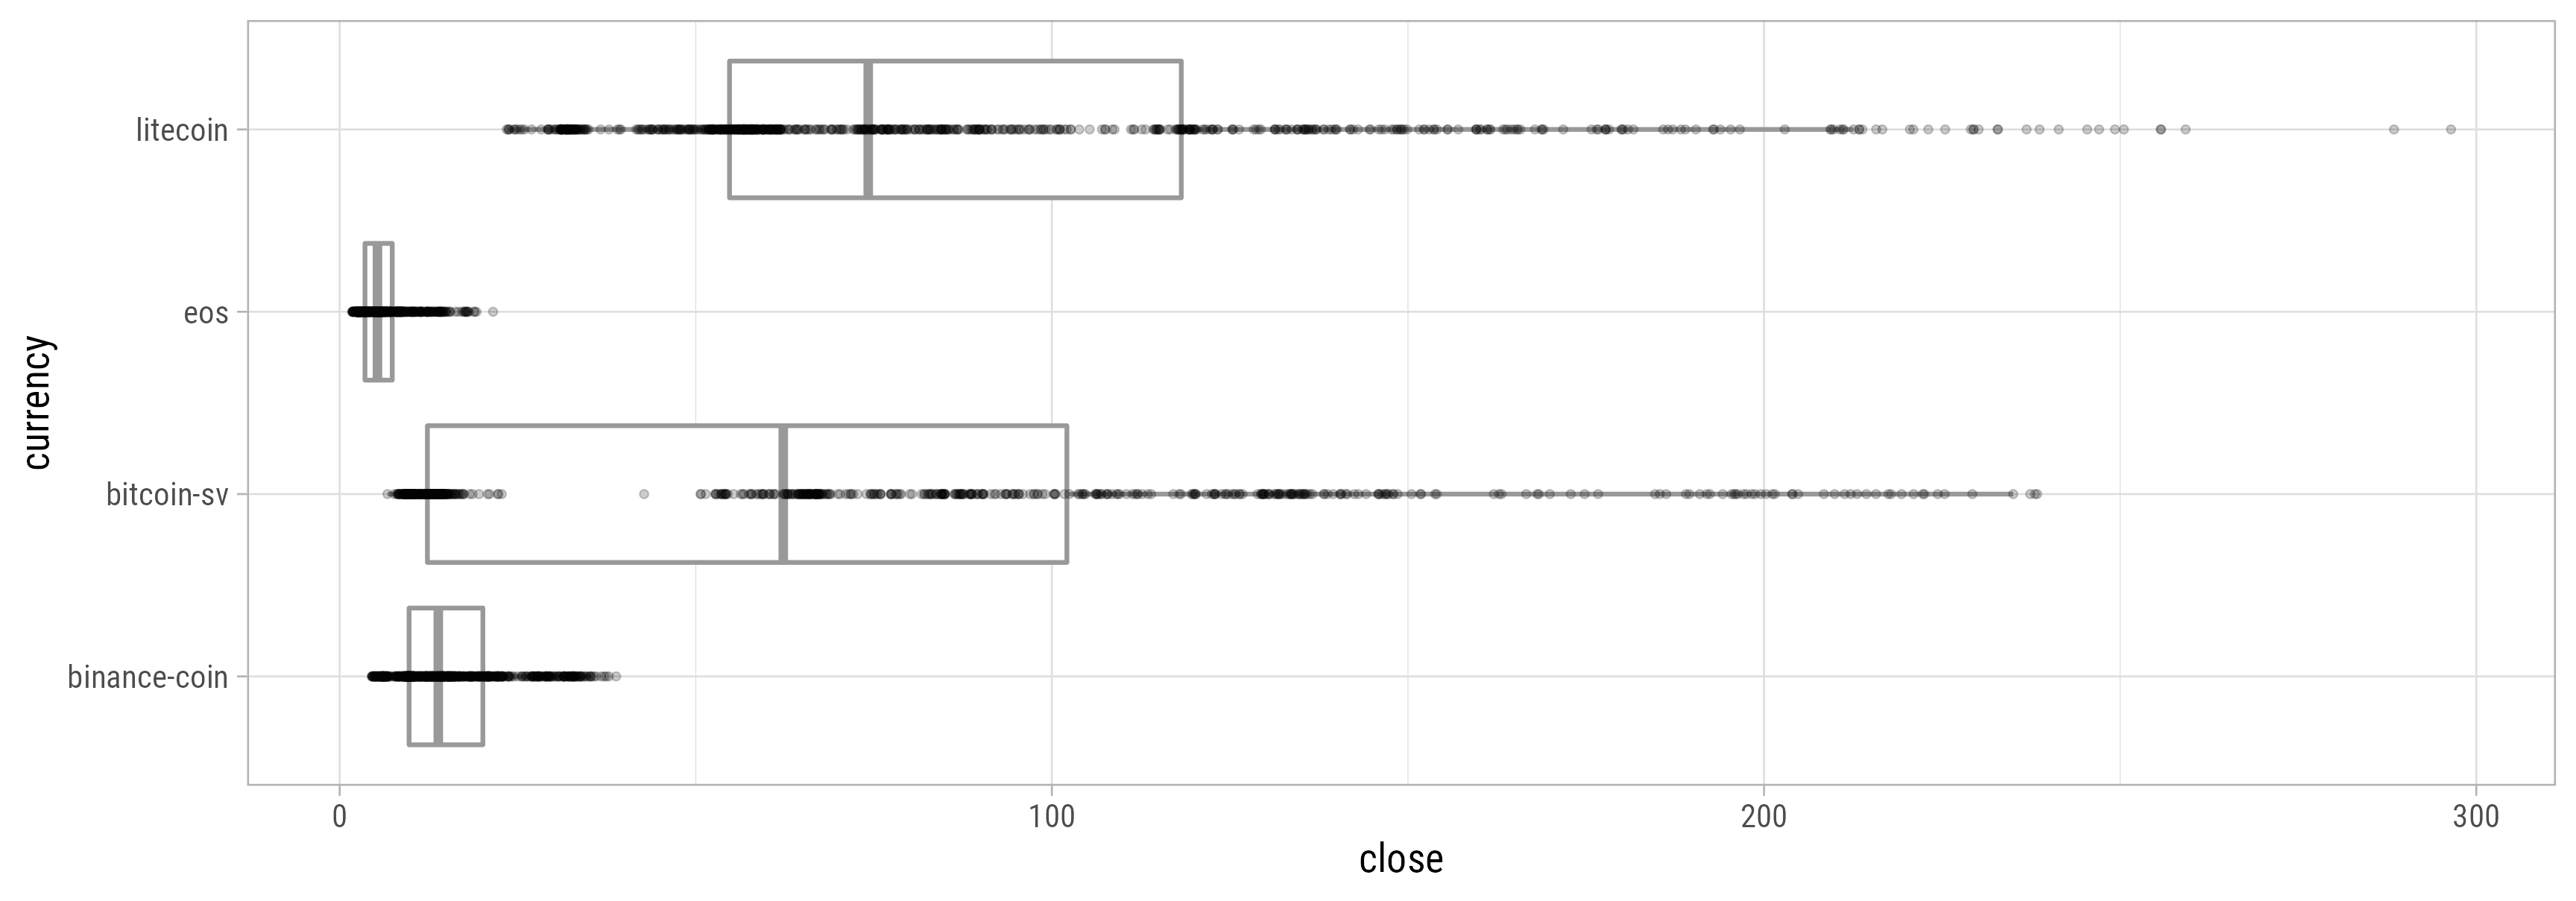 currency
litecoin
eos
bitcoin-sv
binance-coin
0 100 200 300
close